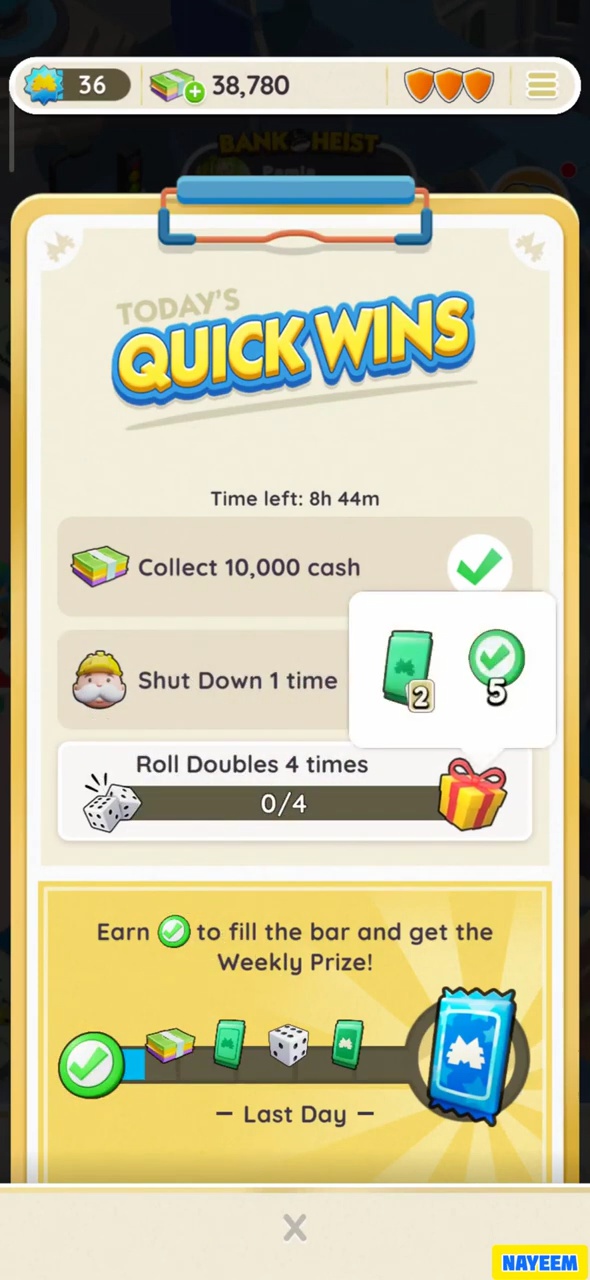 36
38,780
BANK HEIST
TODAY'S
QUICK WINS
Time left: 8h 44m
Collect 10,000 cash
Shut Down 1 time
2
5
Roll Doubles 4 times
0/4
Earn to fill the bar and get the
Weekly Prize!
– Last Day –
X
NAYEEM